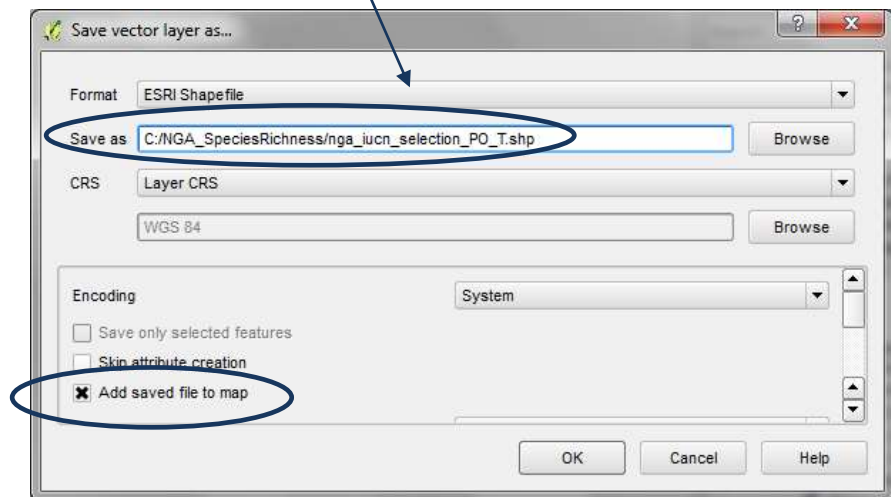 Save vector layer as...
Format ESRI Shapefile
Save as C:/NGA_SpeciesRichness/nga_iucn_selection_PO_T.shp Browse
CRS Layer CRS
WGS 84 Browse
Encoding System
Save only selected features
Skip attribute creation
Add saved file to map
OK Cancel Help